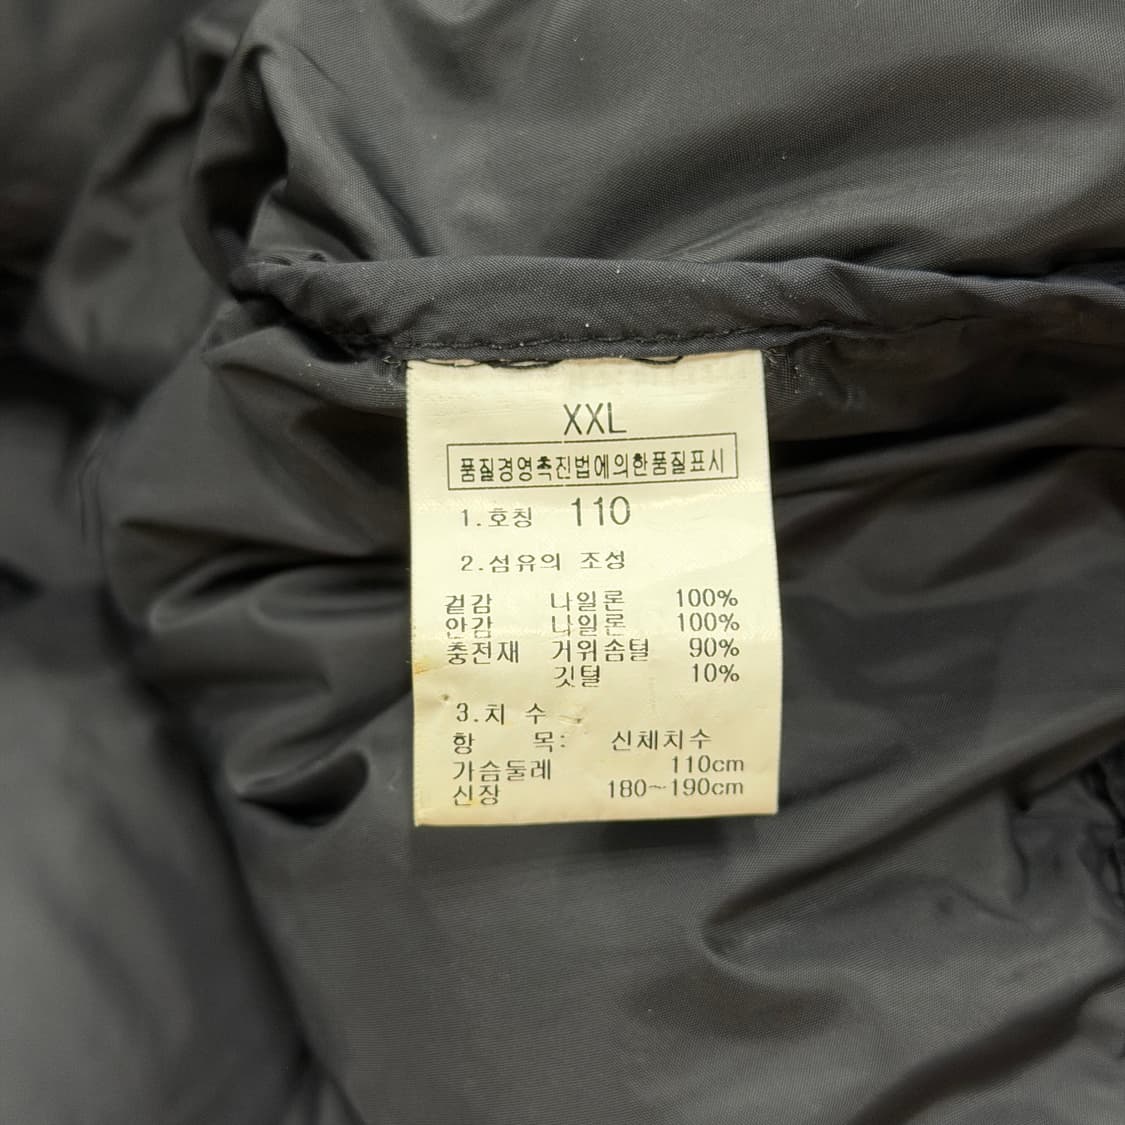 XXL
품질경영촉진법에의한품질표시
1.호칭 110
2.섬유의 조성
겉감 나일론 100%
안감 나일론 100%
충전재 거위솜털 90%
깃털 10%
3.치 수
항 목: 신체치수
가슴둘레 110cm
신장 180~190cm